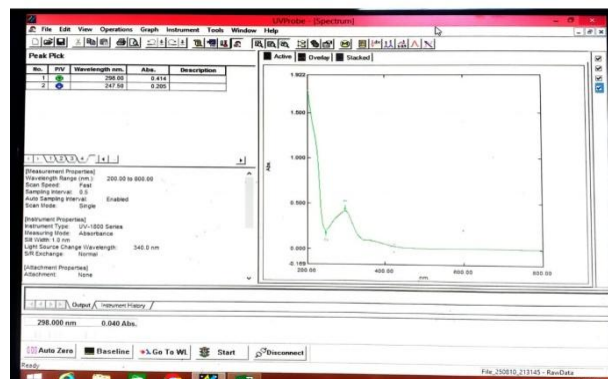 UVProbe - [Spectrum]
File Edit View Operations Graph Instrument Tools Window Help
Peak Pick
Active Overlay Stacked
No. P/V Wavelength nm. Abs. Description
1 298.00 0.414
2 247.50 0.205
1 2 3 4
[Measurement Properties]
Wavelength Range (nm.): 200.00 to 800.00
Scan Speed: Fast
Sampling Interval: 0.5
Auto Sampling Interval: Enabled
Scan Mode: Single
[Instrument Properties]
Instrument Type: UV-1800 Series
Measuring Mode: Absorbance
Slit Width: 1.0 nm
Light Source Change Wavelength: 340.0 nm
S/R Exchange: Normal
[Attachment Properties]
Attachment: None
1.922
1.500
1.000
0.500
0.000
-0.169
Abs.
200.00 400.00 600.00 800.00
nm.
Output Instrument History
298.000 nm 0.040 Abs.
Auto Zero Baseline Go To WL Start Disconnect
Ready
File_250810_213145 - RawData